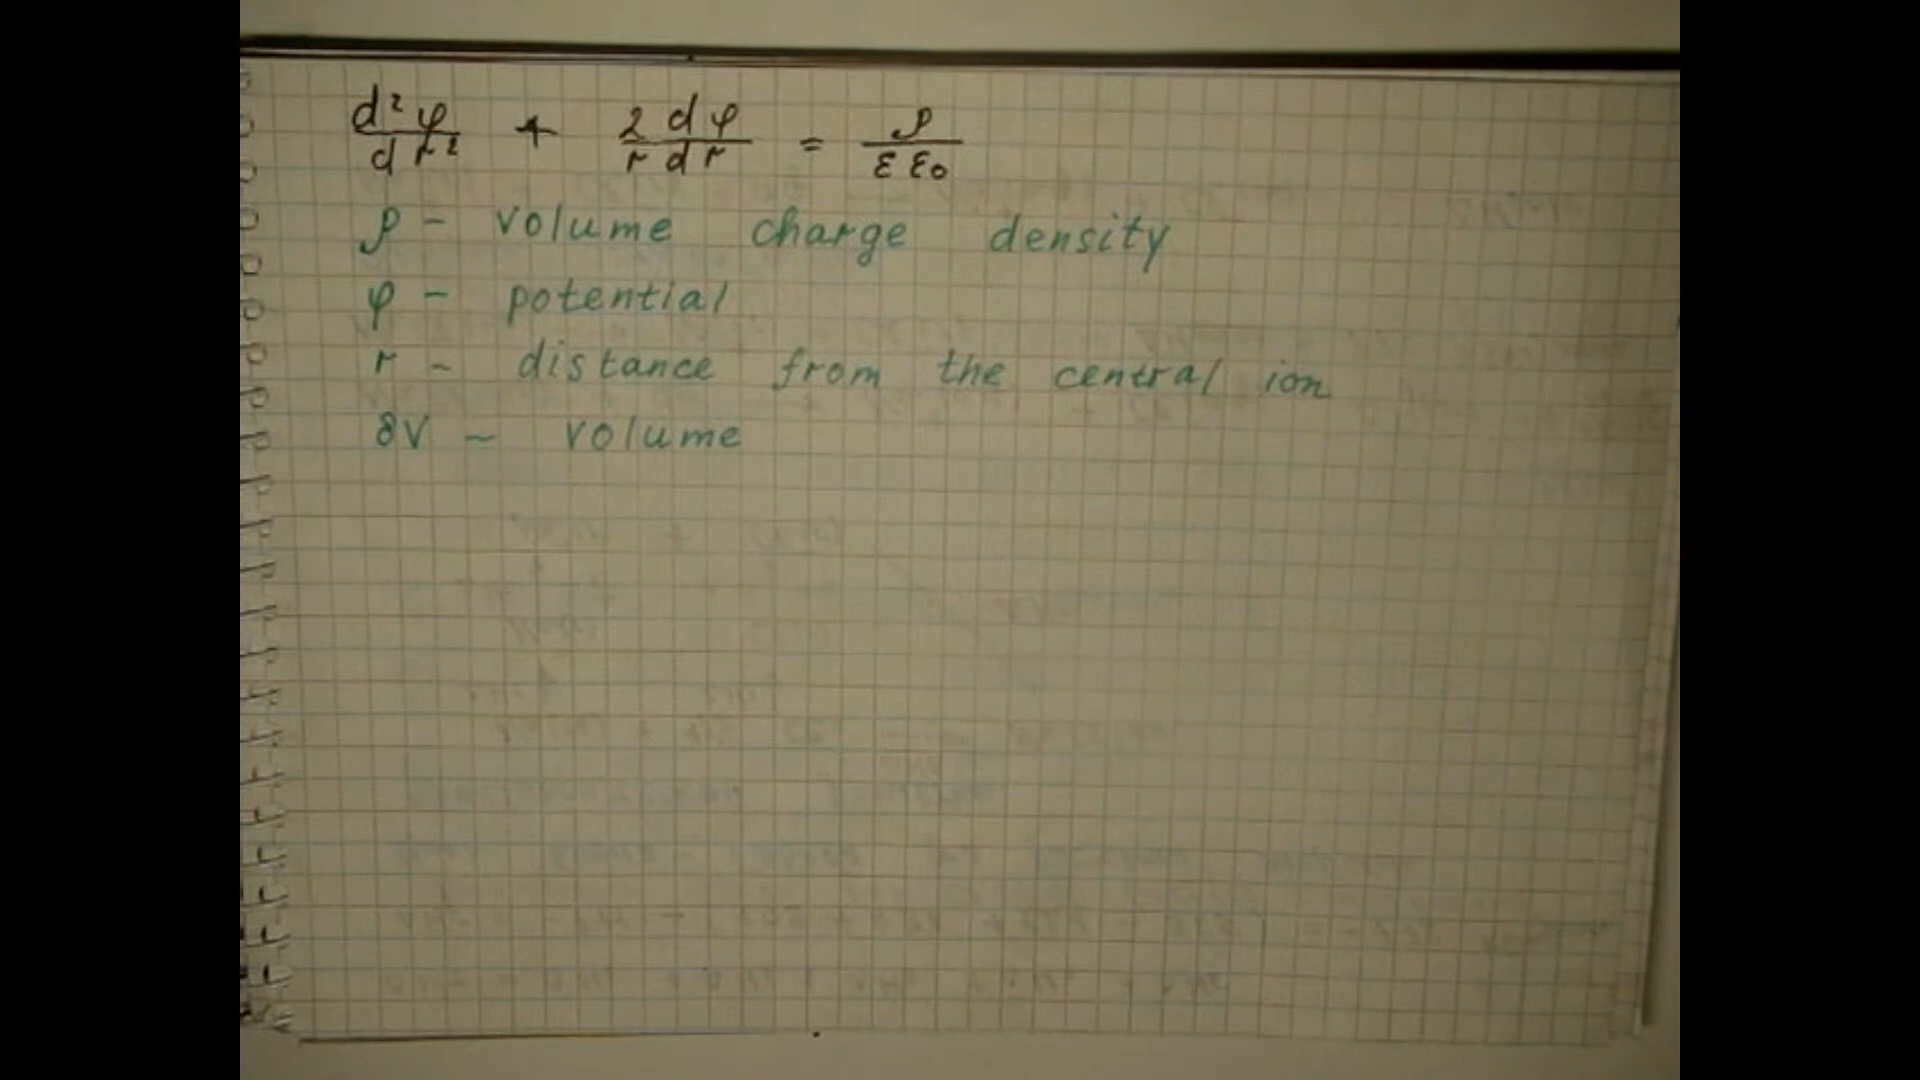 d²φ/dr² + 2dφ/rdr = ρ/εε₀
ρ - volume charge density
φ - potential
r - distance from the central ion
δV - volume